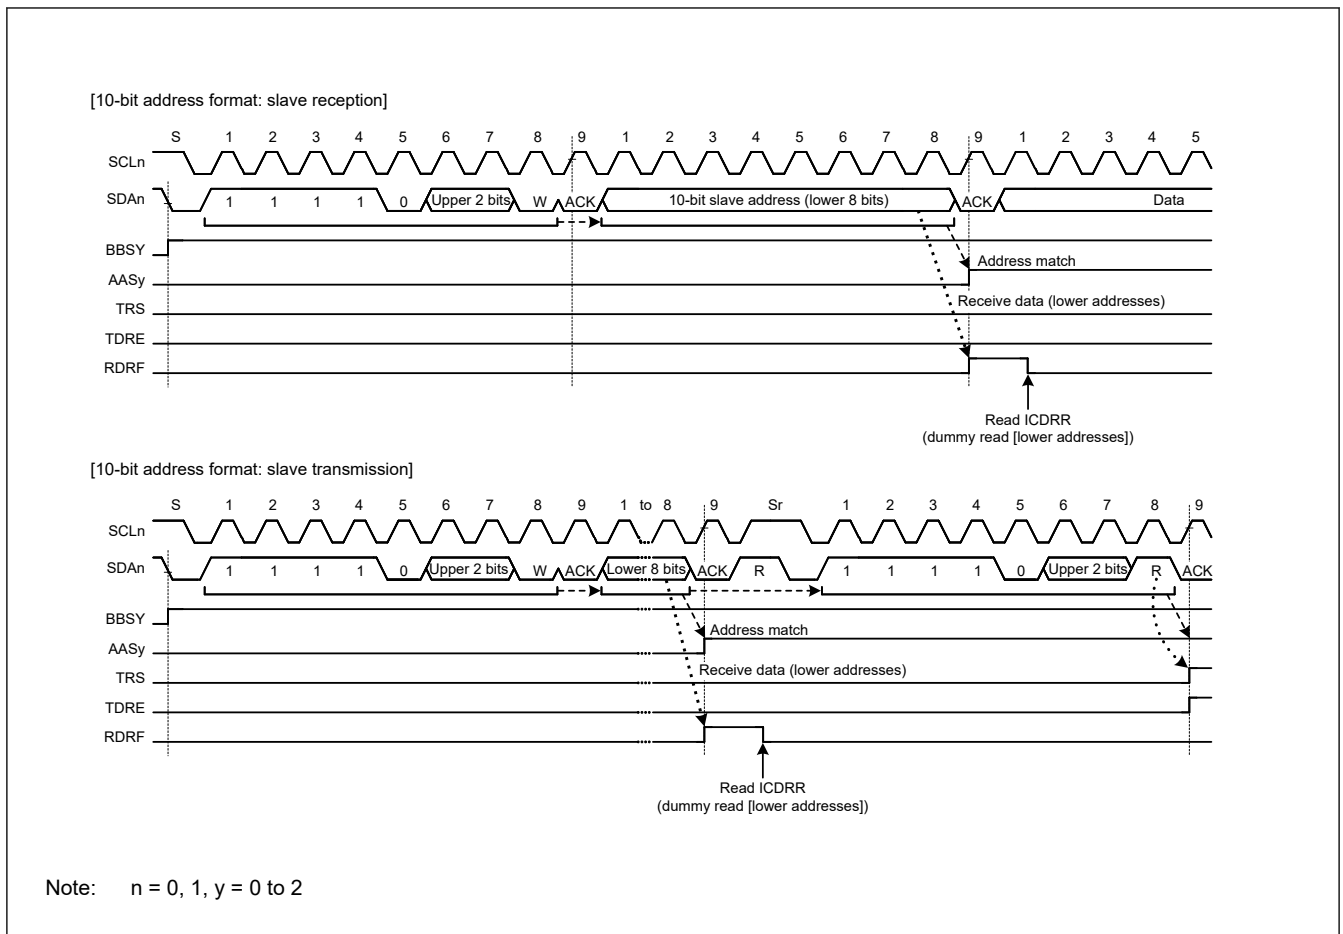 [10-bit address format: slave reception]
S 1 2 3 4 5 6 7 8 9 1 2 3 4 5 6 7 8 9 1 2 3 4 5
SCLn
SDAn 1 1 1 1 0 Upper 2 bits W ACK 10-bit slave address (lower 8 bits) ACK Data
BBSY
Address match
AASy
Receive data (lower addresses)
TRS
TDRE
RDRF
Read ICDRR
(dummy read [lower addresses])
[10-bit address format: slave transmission]
S 1 2 3 4 5 6 7 8 9 1 to 8 9 Sr 1 2 3 4 5 6 7 8 9
SCLn
SDAn 1 1 1 1 0 Upper 2 bits W ACK Lower 8 bits ACK R 1 1 1 1 0 Upper 2 bits R ACK
BBSY
Address match
AASy
Receive data (lower addresses)
TRS
TDRE
RDRF
Read ICDRR
(dummy read [lower addresses])
Note: n = 0, 1, y = 0 to 2